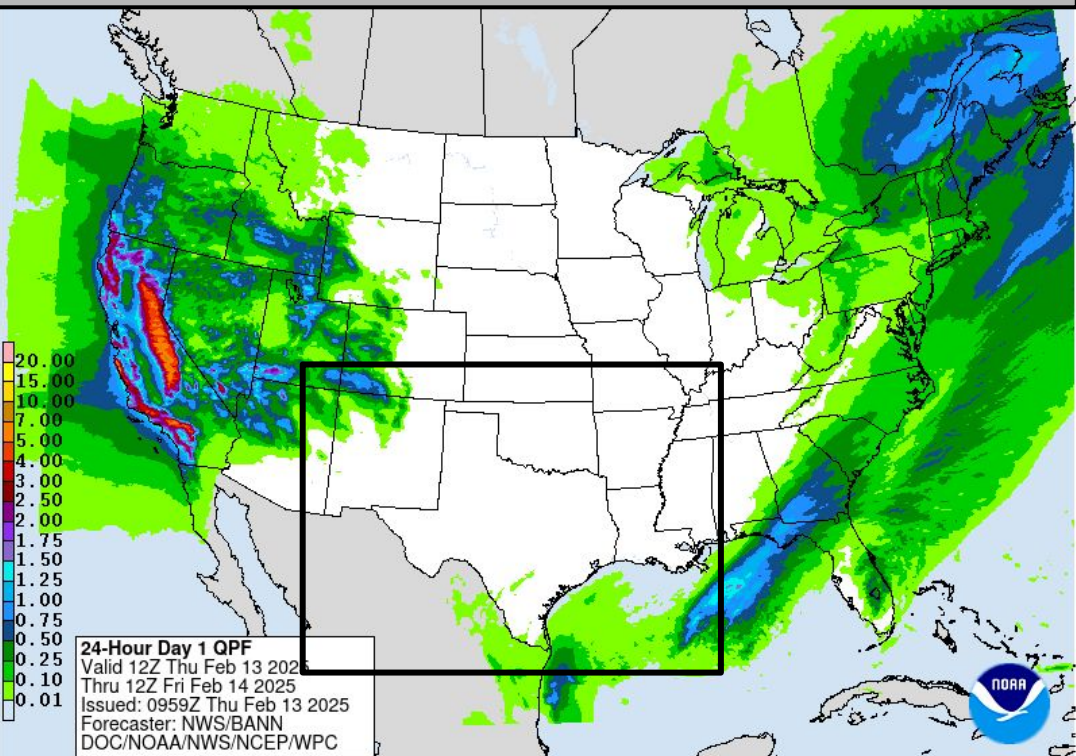 20.00
15.00
10.00
7.00
5.00
4.00
3.00
2.50
2.00
1.75
1.50
1.25
1.00
0.75
0.50
0.25
0.10
0.01
24-Hour Day 1 QPF
Valid 12Z Thu Feb 13 2025
Thru 12Z Fri Feb 14 2025
Issued: 0959Z Thu Feb 13 2025
Forecaster: NWS/BANN
DOC/NOAA/NWS/NCEP/WPC
NOAA